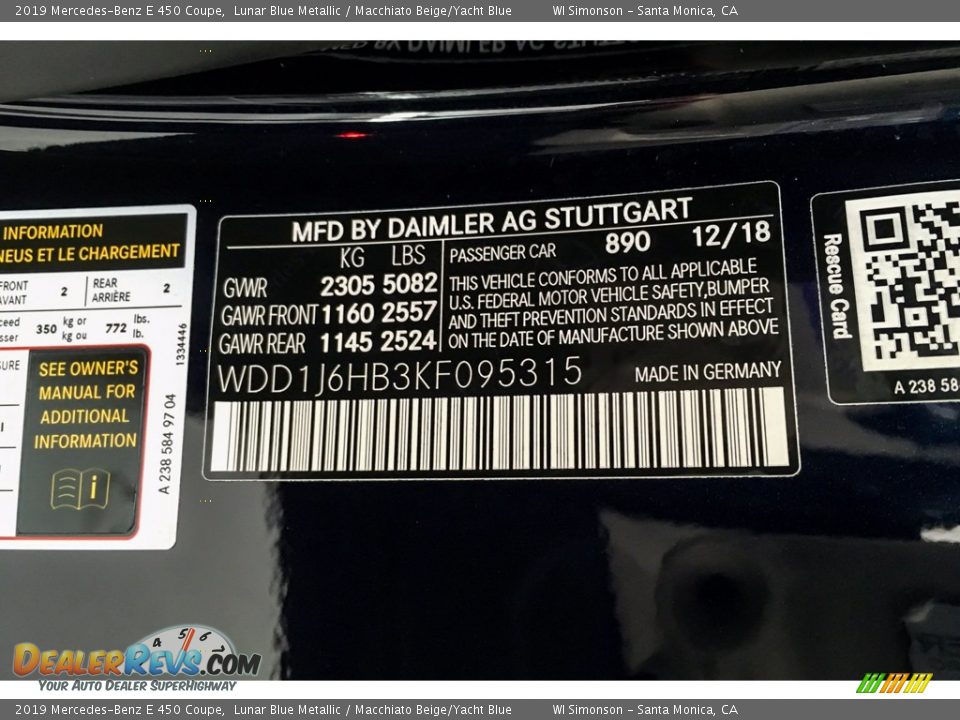 2019 Mercedes-Benz E 450 Coupe, Lunar Blue Metallic / Macchiato Beige/Yacht Blue WI Simonson - Santa Monica, CA
INFORMATION
NEUS ET LE CHARGEMENT
FRONT
AVANT
2
REAR
ARRIÈRE
2
350
kg or
kg ou
772
lbs.
lb.
SEE OWNER'S
MANUAL FOR
ADDITIONAL
INFORMATION
i
1334446
A 238 584 97 04
MFD BY DAIMLER AG STUTTGART
KG LBS
GVWR 2305 5082
GAWR FRONT 1160 2557
GAWR REAR 1145 2524
PASSENGER CAR 890 12/18
THIS VEHICLE CONFORMS TO ALL APPLICABLE
U.S. FEDERAL MOTOR VEHICLE SAFETY,BUMPER
AND THEFT PREVENTION STANDARDS IN EFFECT
ON THE DATE OF MANUFACTURE SHOWN ABOVE
WDD1J6HB3KF095315 MADE IN GERMANY
Rescue Card
A 238 58
4 5 6
DEALERREVS.COM
YOUR AUTO DEALER SUPERHIGHWAY
2019 Mercedes-Benz E 450 Coupe, Lunar Blue Metallic / Macchiato Beige/Yacht Blue WI Simonson - Santa Monica, CA